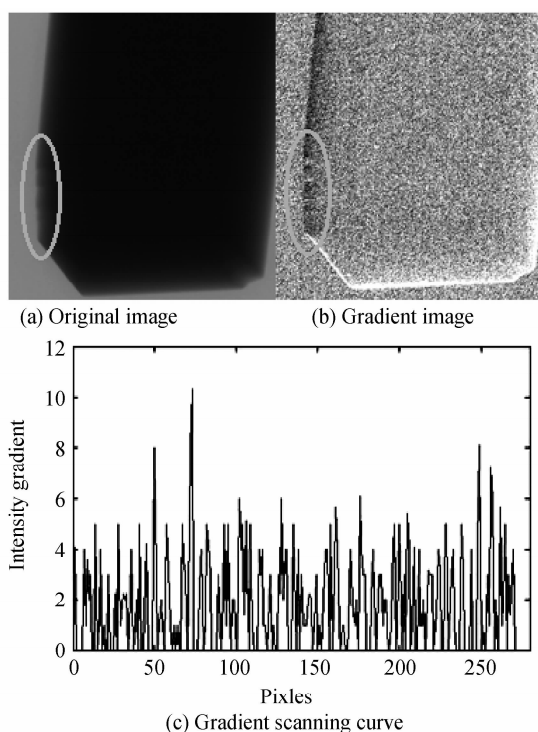 (a) Original image (b) Gradient image
12
10
8
6
4
2
0
Intensity gradient
0 50 100 150 200 250
Pixles
(c) Gradient scanning curve